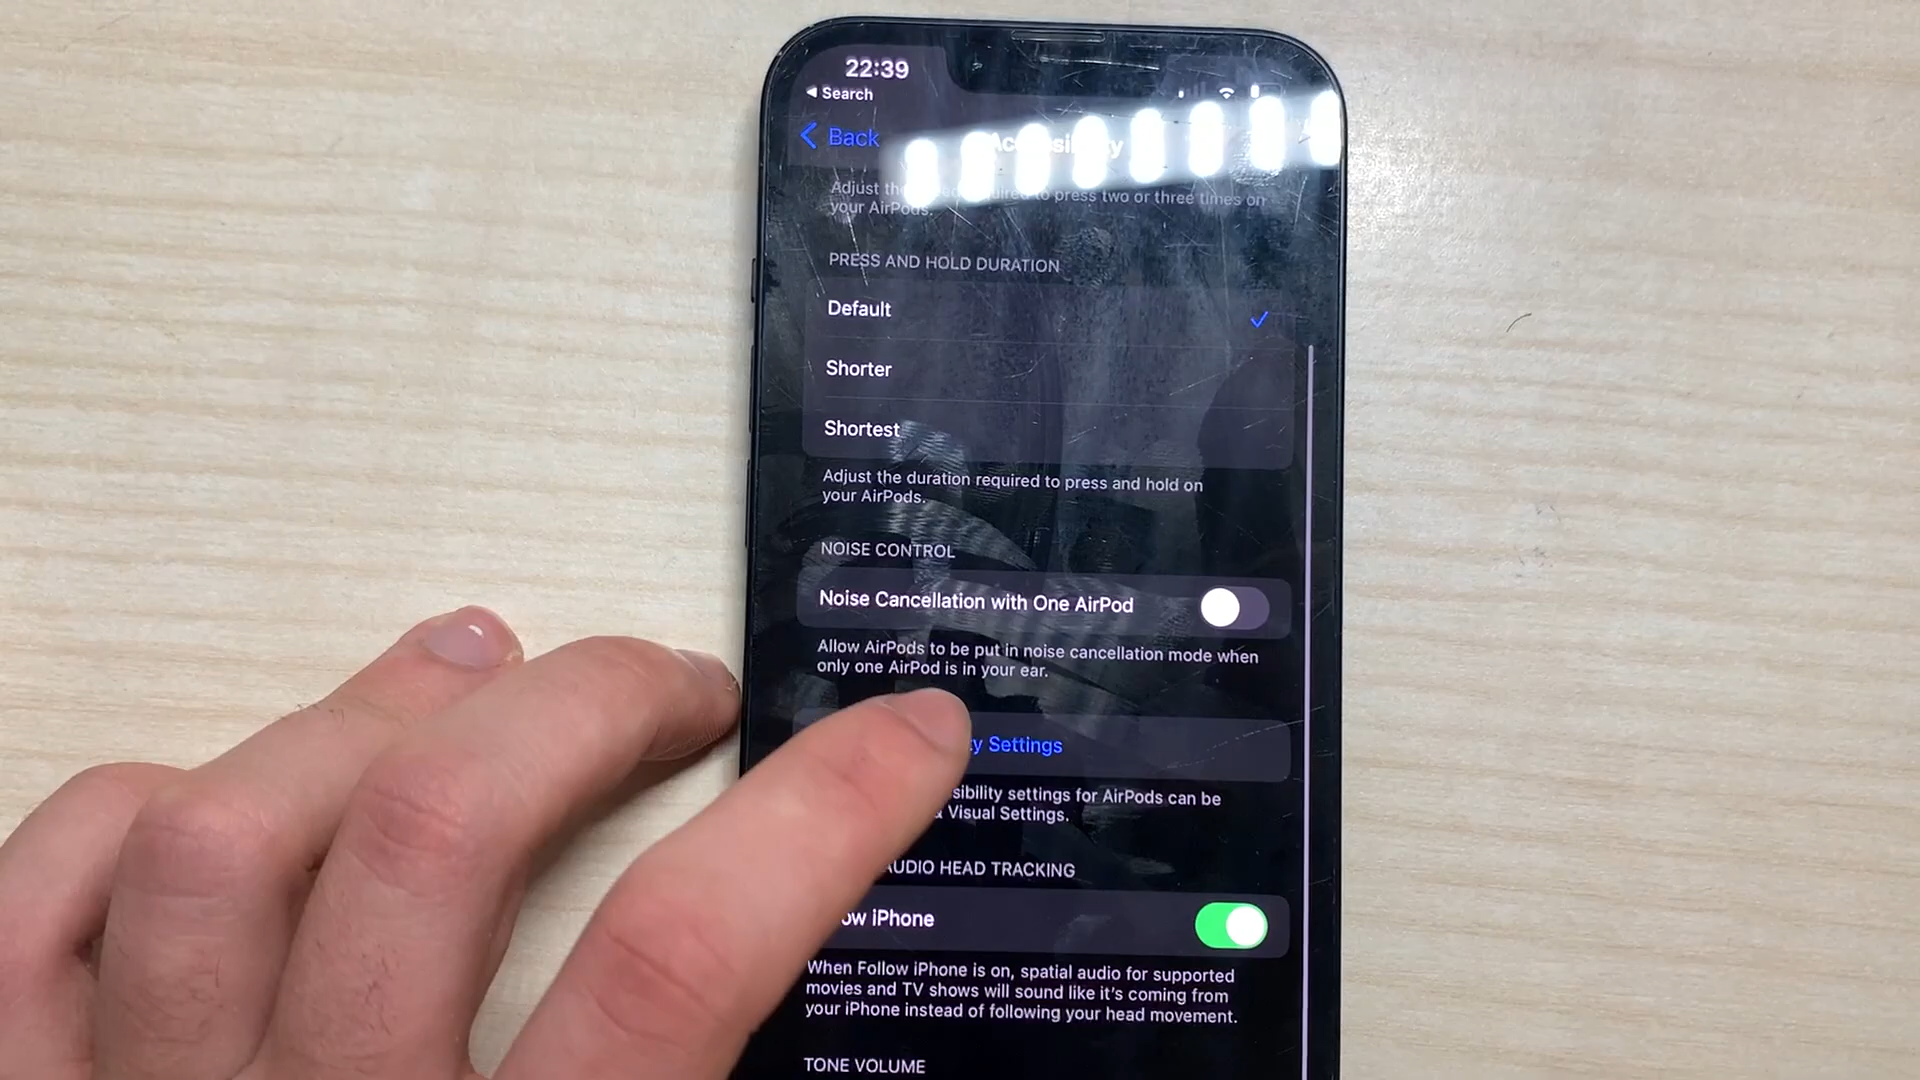 22:39
Search
Back
Accessibility
Adjust the required to press two or three times on
your AirPods.
PRESS AND HOLD DURATION
Default
Shorter
Shortest
Adjust the duration required to press and hold on
your AirPods.
NOISE CONTROL
Noise Cancellation with One AirPod
Allow AirPods to be put in noise cancellation mode when
only one AirPod is in your ear.
Settings
settings for AirPods can be
Visual Settings.
AUDIO HEAD TRACKING
iPhone
When Follow iPhone is on, spatial audio for supported
movies and TV shows will sound like it's coming from
your iPhone instead of following your head movement.
TONE VOLUME